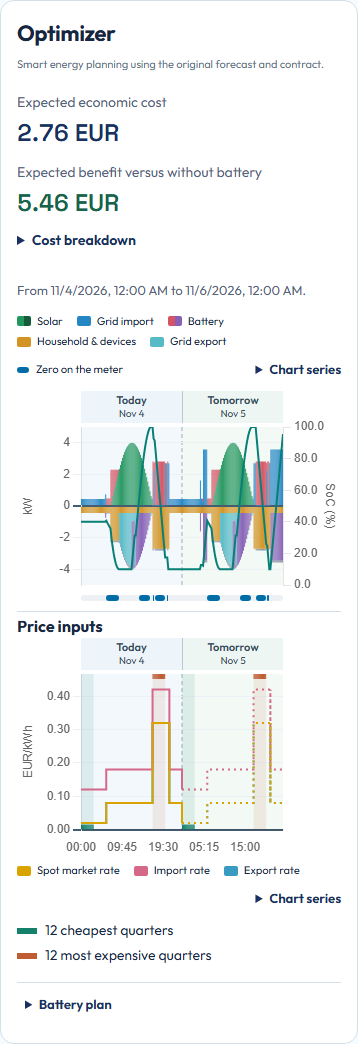 Optimizer
Smart energy planning using the original forecast and contract.
Expected economic cost
2.76 EUR
Expected benefit versus without battery
5.46 EUR
Cost breakdown
From 11/4/2026, 12:00 AM to 11/6/2026, 12:00 AM.
Solar Grid import Battery
Household & devices Grid export
Zero on the meter Chart series
Today Tomorrow
Nov 4 Nov 5
kW
4
2
0
-2
-4
100.0
80.0
60.0
40.0
20.0
0.0
SoC (%)
Price inputs
Today Tomorrow
Nov 4 Nov 5
EUR/kWh
0.40
0.30
0.20
0.10
0.00
00:00 09:45 19:30 05:15 15:00
Spot market rate Import rate Export rate
Chart series
12 cheapest quarters
12 most expensive quarters
Battery plan